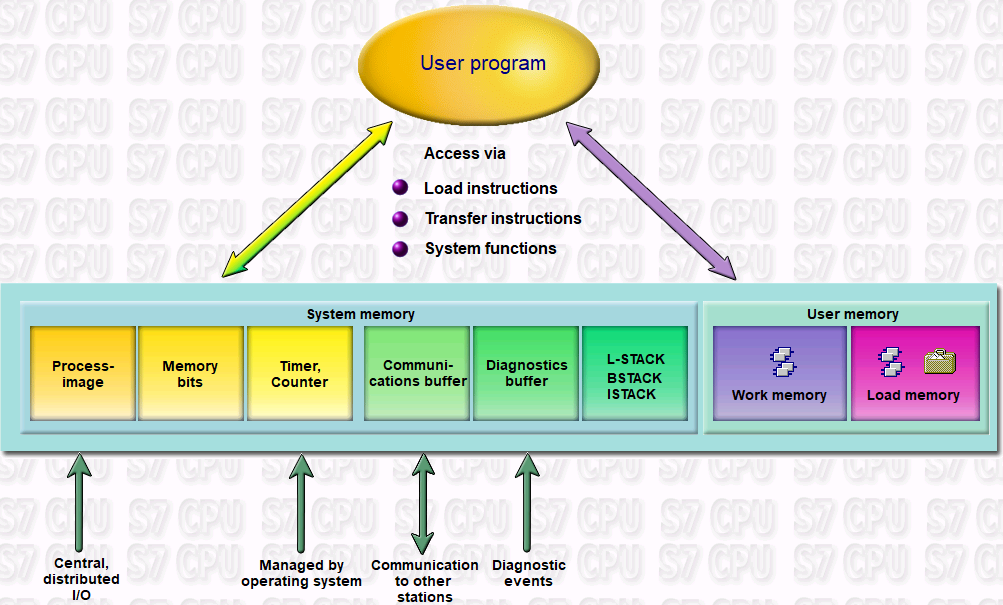 User program
Access via
Load instructions
Transfer instructions
System functions
System memory
User memory
Process-
image
Memory
bits
Timer,
Counter
Communi-
cations buffer
Diagnostics
buffer
L-STACK
BSTACK
ISTACK
Work memory
Load memory
Central,
distributed
I/O
Managed by
operating system
Communication
to other
stations
Diagnostic
events
S7 CPU